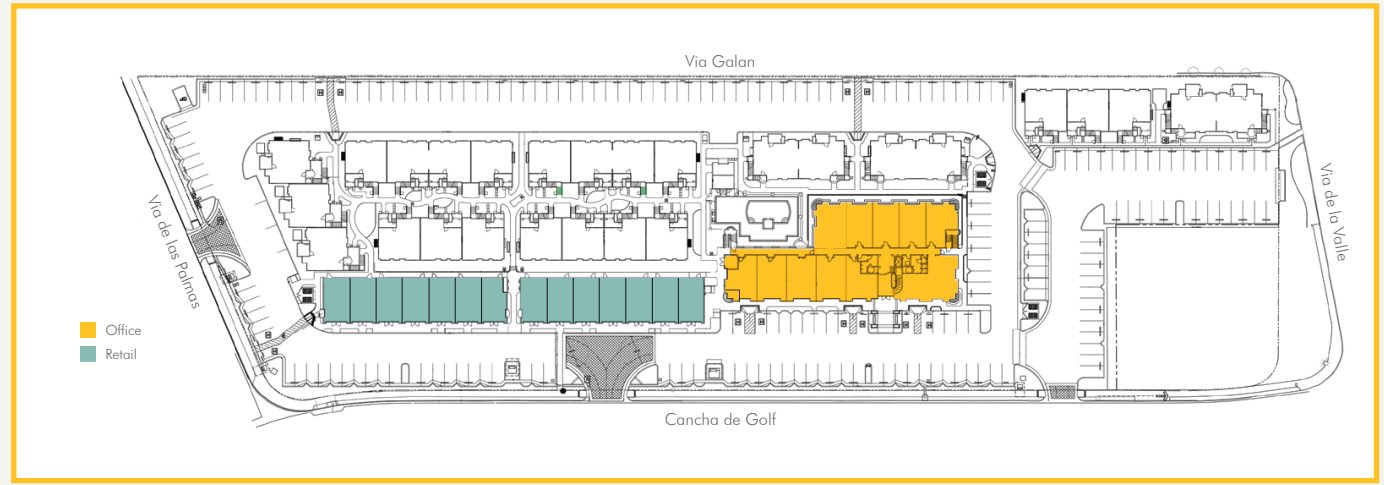 Via Galan
Via de las Palmas
Via de la Valle
Office
Retail
Cancha de Golf